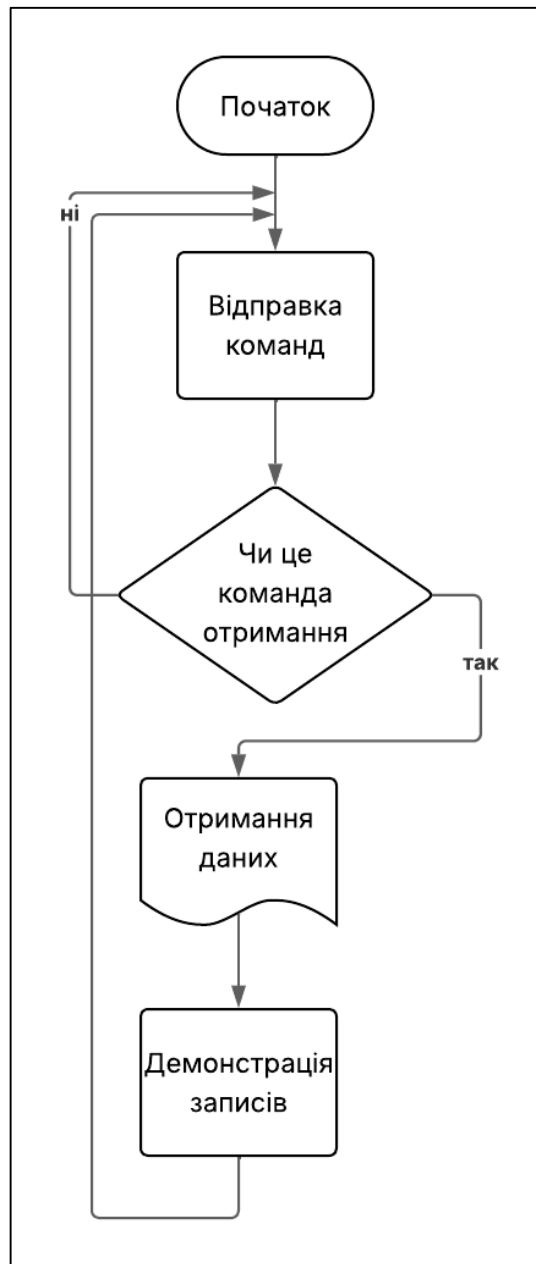 Початок
ні
Відправка
команд
Чи це
команда
отримання
так
Отримання
даних
Демонстрація
записів